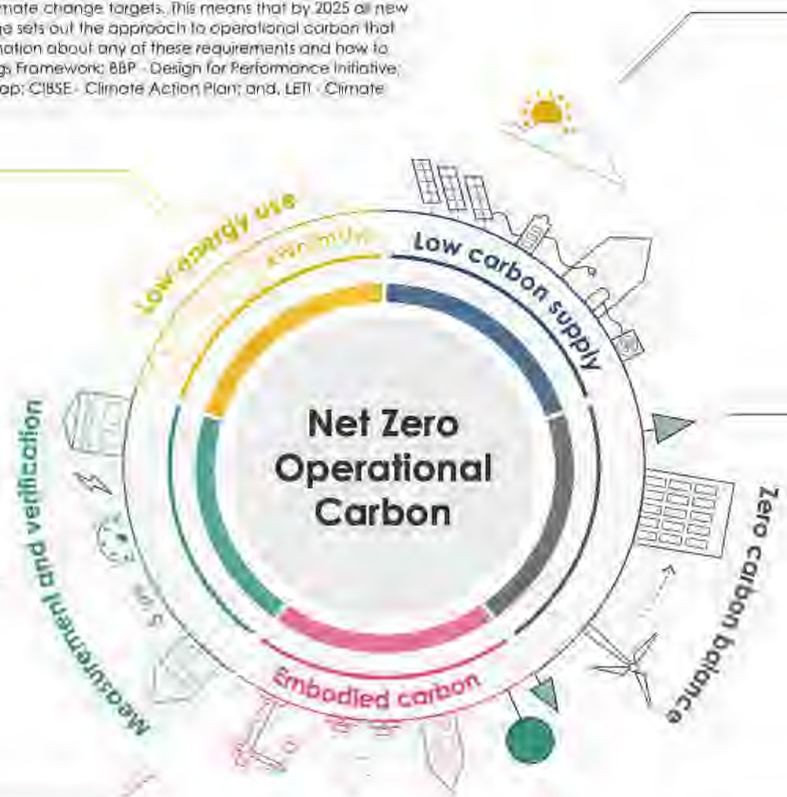 mate change targets. This means that by 2025 all new
ge sets out the approach to operational carbon that
mation about any of these requirements and how to
gs Framework; BBP - Design for Performance Initiative;
ap; CIBSE - Climate Action Plan; and, LETI - Climate
Low energy use
Low carbon supply
Net Zero
Operational
Carbon
Measurement and verification
Zero carbon balance
Embodied carbon